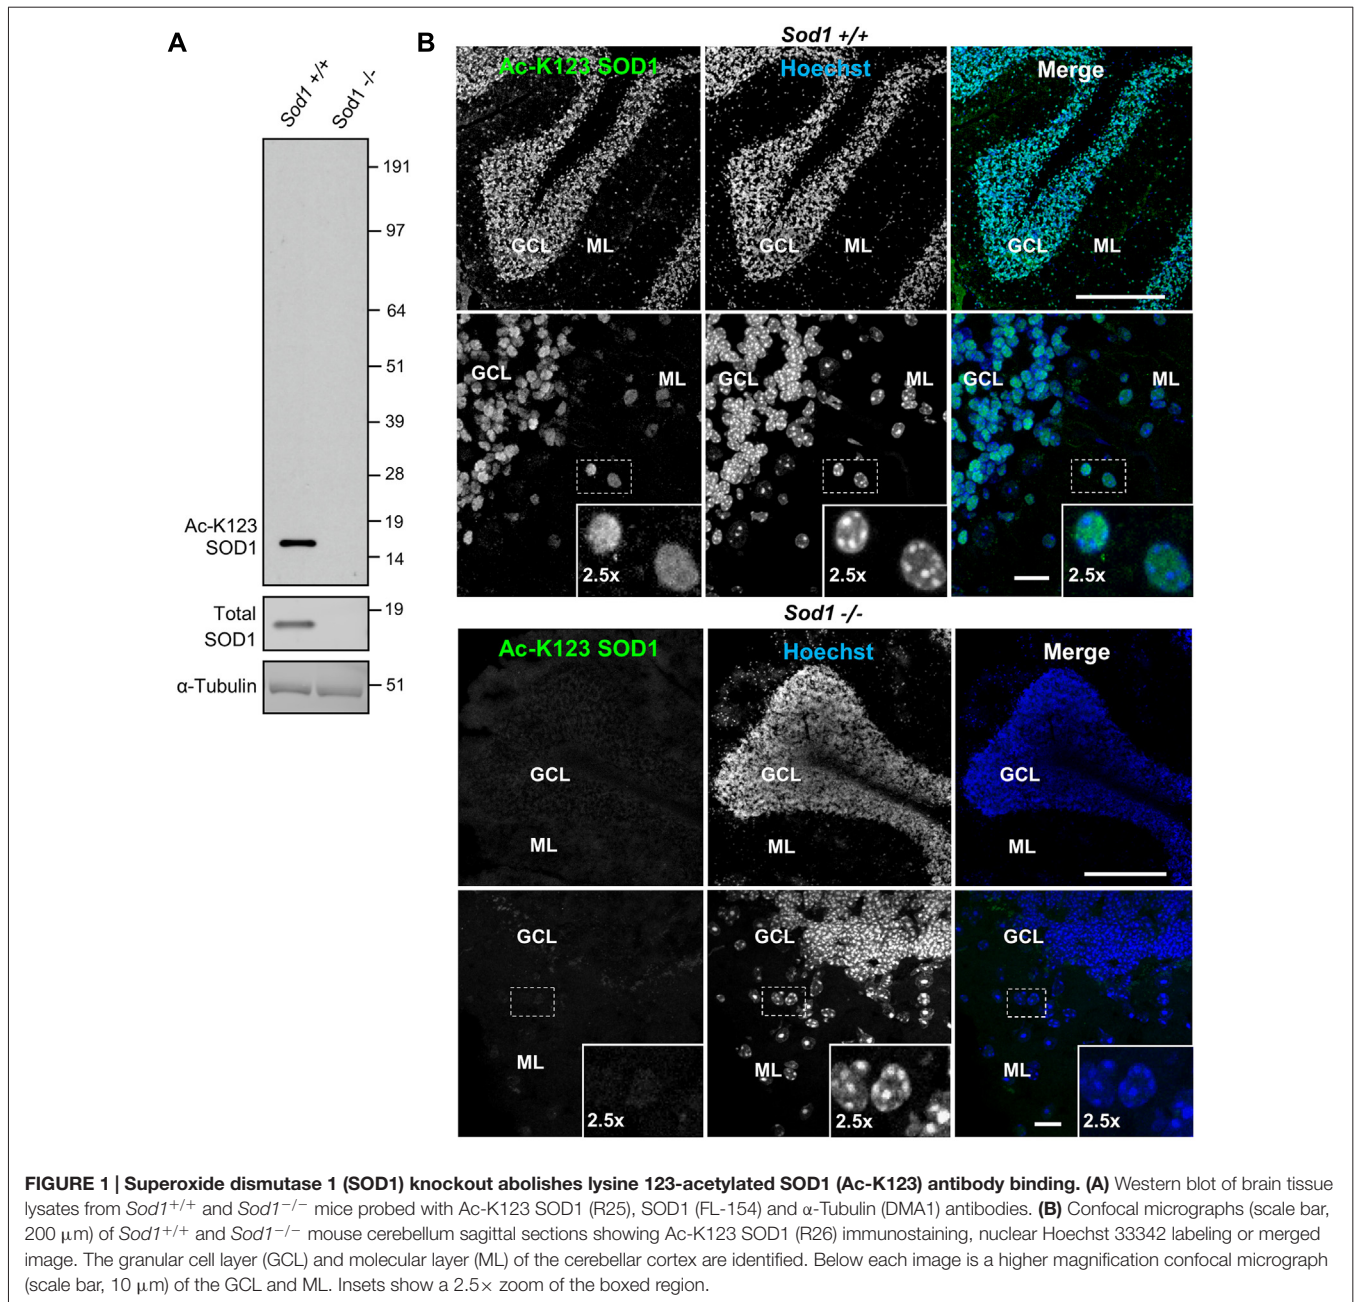 A
Sod1 +/+
Sod1 -/-
191
97
64
51
39
28
19
14
Ac-K123
SOD1
Total
SOD1
19
α-Tubulin
51
B
Sod1 +/+
Ac-K123 SOD1
Hoechst
Merge
GCL
ML
GCL
ML
GCL
ML
GCL
ML
2.5x
GCL
ML
2.5x
GCL
ML
2.5x
Sod1 -/-
Ac-K123 SOD1
Hoechst
Merge
GCL
ML
GCL
ML
GCL
ML
GCL
ML
2.5x
GCL
ML
2.5x
GCL
ML
2.5x
FIGURE 1 | Superoxide dismutase 1 (SOD1) knockout abolishes lysine 123-acetylated SOD1 (Ac-K123) antibody binding. (A) Western blot of brain tissue
lysates from Sod1+/+ and Sod1−/− mice probed with Ac-K123 SOD1 (R25), SOD1 (FL-154) and α-Tubulin (DMA1) antibodies. (B) Confocal micrographs (scale bar,
200 μm) of Sod1+/+ and Sod1−/− mouse cerebellum sagittal sections showing Ac-K123 SOD1 (R26) immunostaining, nuclear Hoechst 33342 labeling or merged
image. The granular cell layer (GCL) and molecular layer (ML) of the cerebellar cortex are identified. Below each image is a higher magnification confocal micrograph
(scale bar, 10 μm) of the GCL and ML. Insets show a 2.5× zoom of the boxed region.